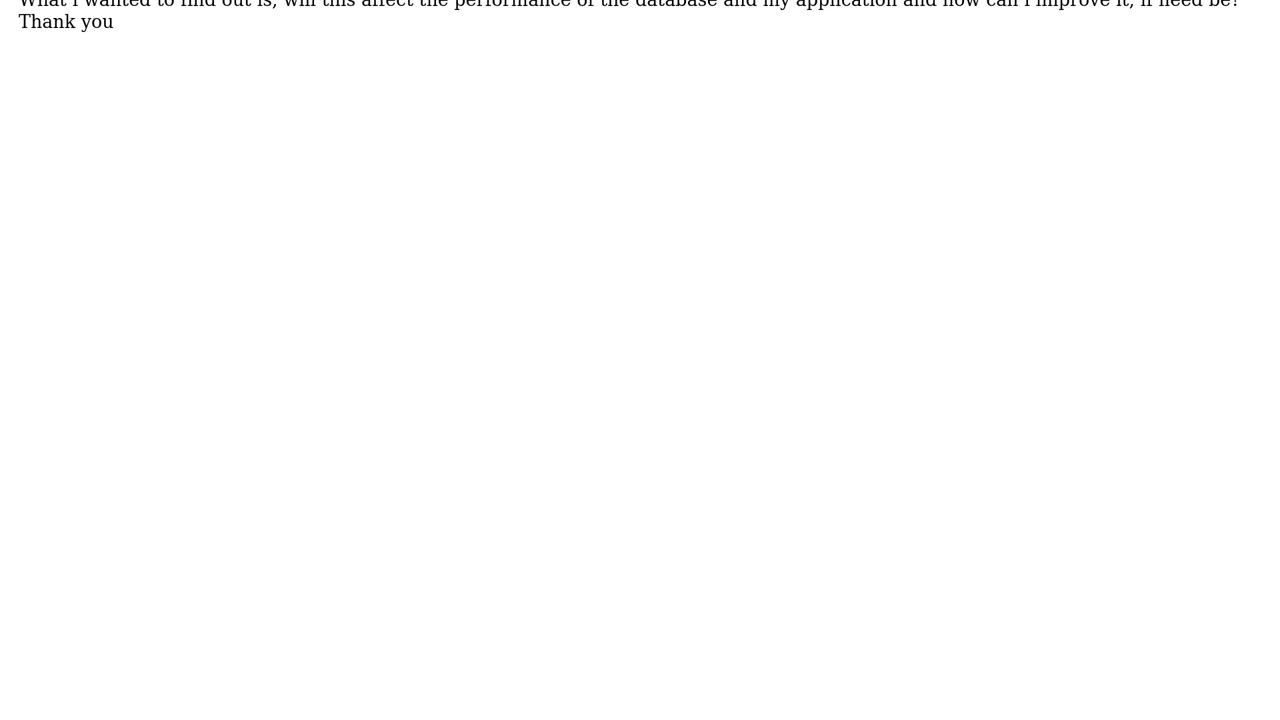 What i wanted to find out is, will this affect the performance of the database and my application and how can i improve it, if need be?
Thank you